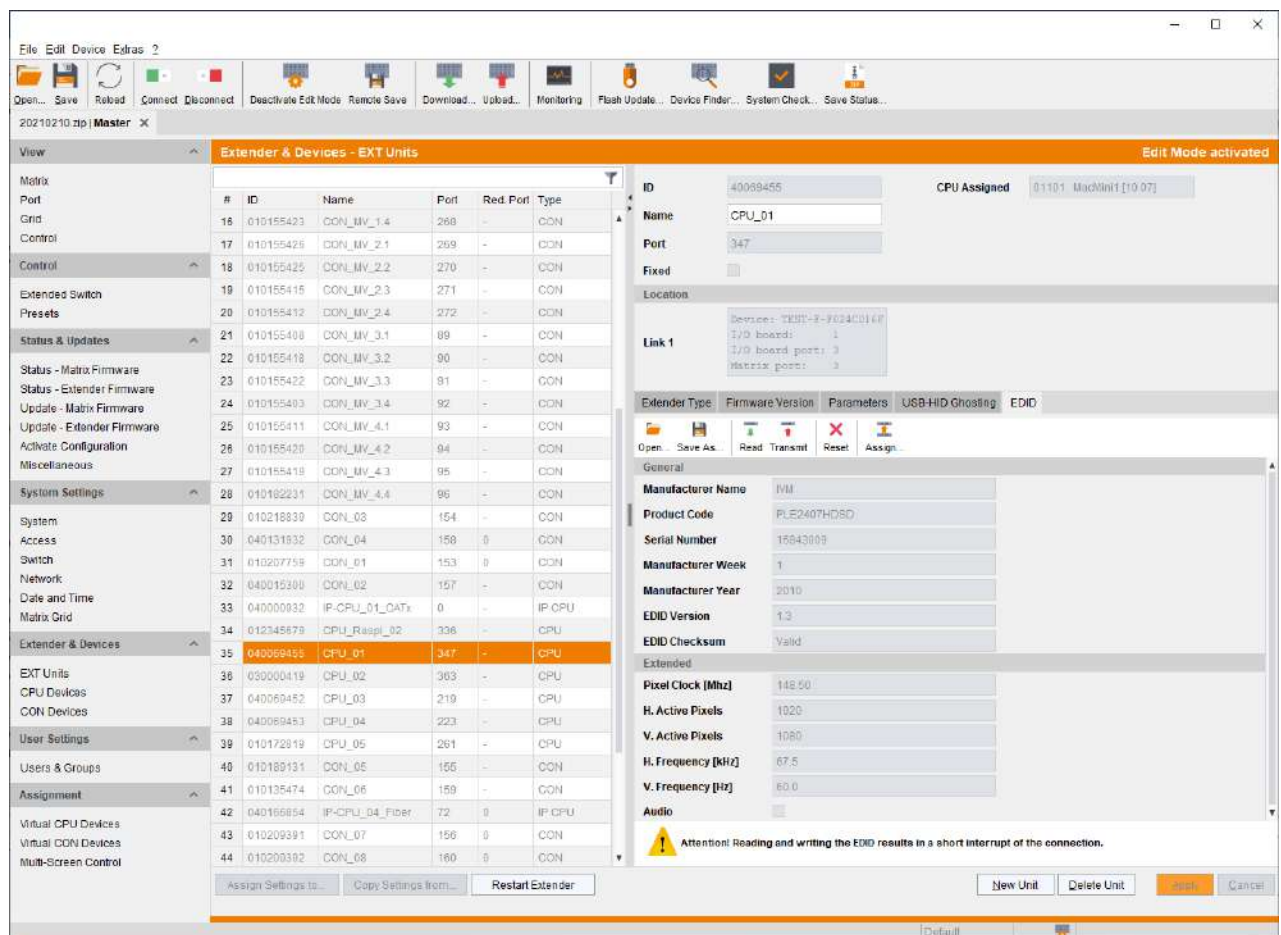 File Edit Device Extras ?
Open... Save Reload Connect Disconnect Deactivate Edit Mode Remote Save Download... Upload... Monitoring Flash Update... Device Finder... System Check... Save Status...
20210210.zip | Master
View
Matrix
Port
Grid
Control
Control
Extended Switch
Presets
Status & Updates
Status - Matrix Firmware
Status - Extender Firmware
Update - Matrix Firmware
Update - Extender Firmware
Activate Configuration
Miscellaneous
System Settings
System
Access
Switch
Network
Date and Time
Matrix Grid
Extender & Devices
EXT Units
CPU Devices
CON Devices
User Settings
Users & Groups
Assignment
Virtual CPU Devices
Virtual CON Devices
Multi-Screen Control
Extender & Devices - EXT Units Edit Mode activated
# ID Name Port Red. Port Type
16 010155423 CON_MV_1.4 268 - CON
17 010155426 CON_MV_2.1 269 - CON
18 010155425 CON_MV_2.2 270 - CON
19 010155415 CON_MV_2.3 271 - CON
20 010155412 CON_MV_2.4 272 - CON
21 010155408 CON_MV_3.1 89 - CON
22 010155418 CON_MV_3.2 90 - CON
23 010155422 CON_MV_3.3 91 - CON
24 CON_MV_3.4 92 - CON
25 010155411 CON_MV_4.1 93 - CON
26 010155420 CON_MV_4.2 94 - CON
27 010155419 CON_MV_4.3 95 - CON
28 010182231 CON_MV_4.4 96 - CON
29 010218839 CON_03 154 - CON
30 040131932 CON_04 158 0 CON
31 010207759 CON_01 153 0 CON
32 CON_02 157 - CON
33 IP-CPU_01_CATx 0 - IP CPU
34 012345679 CPU_Raspi_02 336 - CPU
35 040069455 CPU_01 347 - CPU
36 030000419 CPU_02 363 - CPU
37 040069452 CPU_03 219 - CPU
38 040069453 CPU_04 223 - CPU
39 010172819 CPU_05 261 - CPU
40 010189131 CON_05 155 - CON
41 010135474 CON_06 159 - CON
42 040166854 IP-CPU_04_Fiber 72 0 IP CPU
43 010209391 CON_07 156 0 CON
44 010209392 CON_08 160 0 CON
Assign Settings to... Copy Settings from... Restart Extender
ID 40069455 CPU Assigned 01101 MacMini1 [10.07]
Name CPU_01
Port 347
Fixed
Location
Link 1
Device:
I/O board: 1
I/O board port: 3
Matrix port: 3
Extender Type Firmware Version Parameters USB-HID Ghosting EDID
Open... Save As... Read Transmit Reset Assign...
General
Manufacturer Name IVM
Product Code PLE2407HDSD
Serial Number
Manufacturer Week 1
Manufacturer Year 2010
EDID Version 1.3
EDID Checksum Valid
Extended
Pixel Clock [Mhz] 148.50
H. Active Pixels 1920
V. Active Pixels 1080
H. Frequency [kHz] 67.5
V. Frequency [Hz] 60.0
Audio
Attention! Reading and writing the EDID results in a short interrupt of the connection.
New Unit Delete Unit Apply Cancel
Default